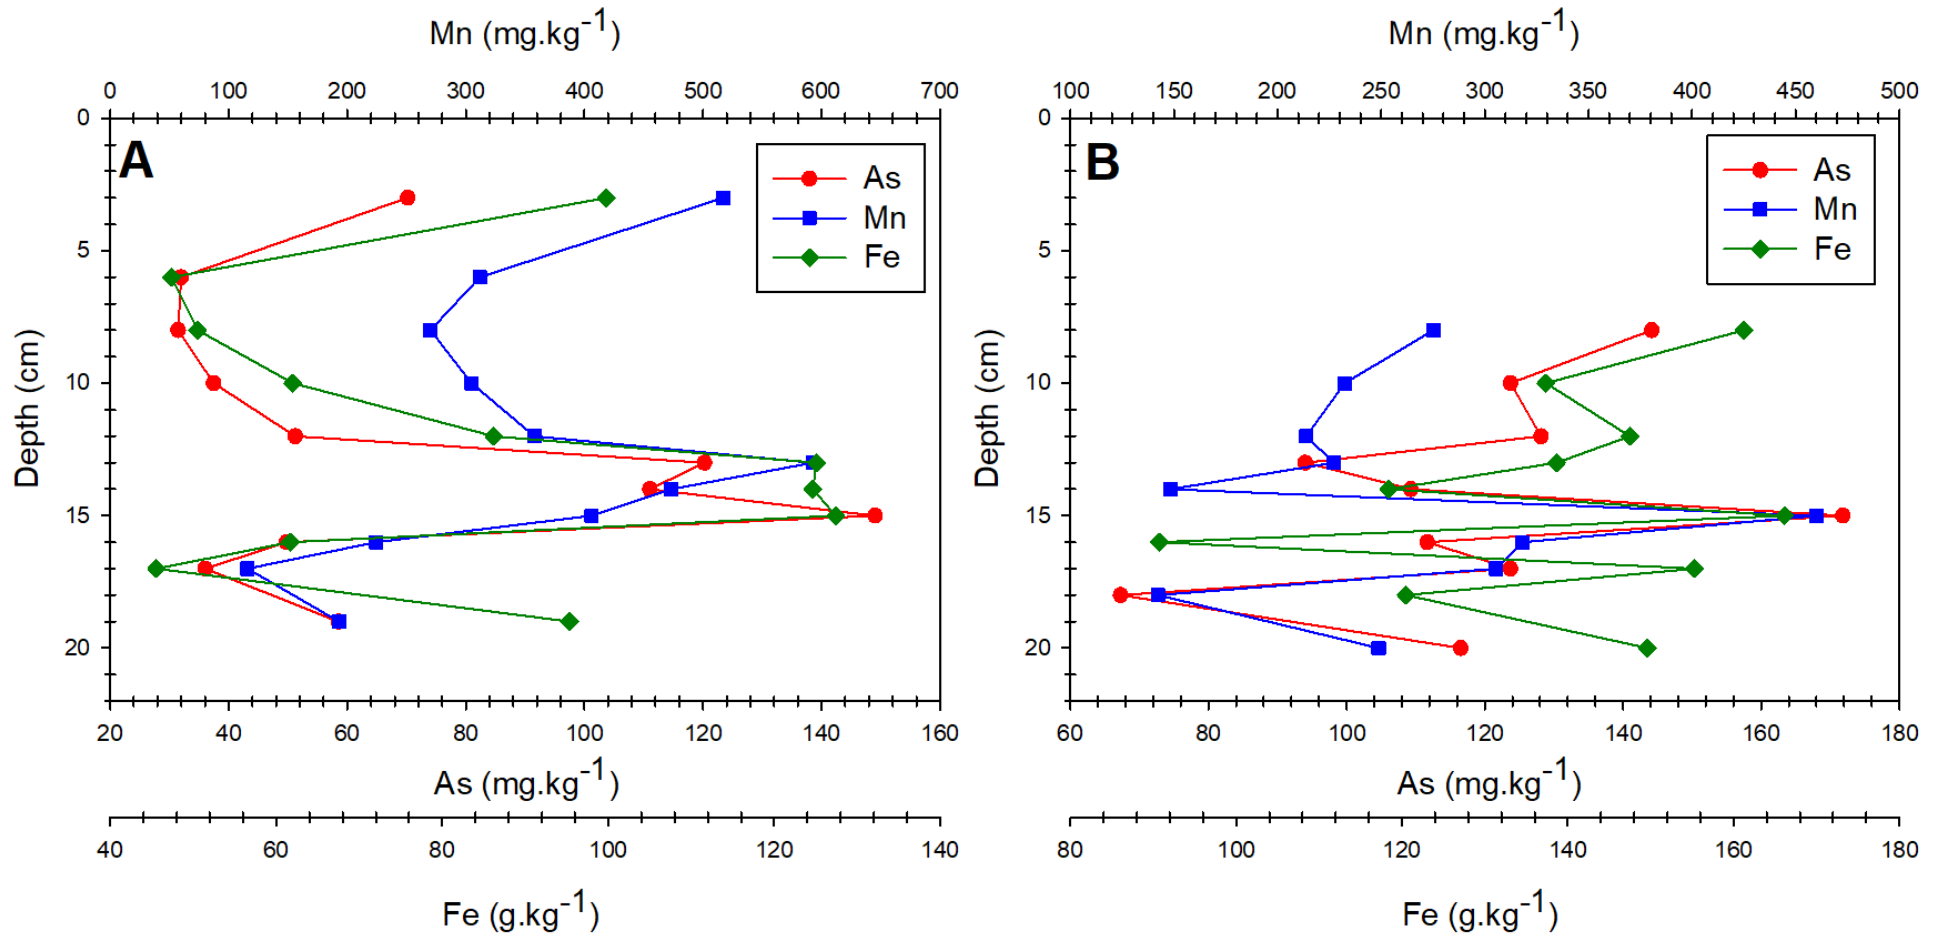 Mn (mg.kg⁻¹)
0 100 200 300 400 500 600 700
A
As
Mn
Fe
Depth (cm)
0
5
10
15
20
20 40 60 80 100 120 140 160
As (mg.kg⁻¹)
40 60 80 100 120 140
Fe (g.kg⁻¹)
Mn (mg.kg⁻¹)
100 150 200 250 300 350 400 450 500
B
As
Mn
Fe
Depth (cm)
0
5
10
15
20
60 80 100 120 140 160 180
As (mg.kg⁻¹)
80 100 120 140 160 180
Fe (g.kg⁻¹)